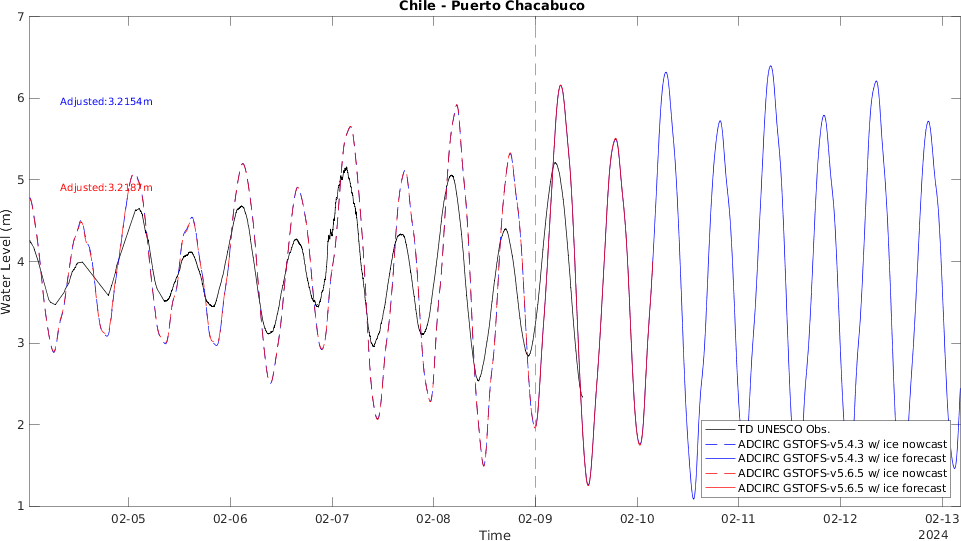 Chile - Puerto Chacabuco
7
6
5
4
3
2
1
Water Level (m)
Adjusted:3.2154m
Adjusted:3.2187m
TD UNESCO Obs.
ADCIRC GSTOFS-v5.4.3 w/ ice nowcast
ADCIRC GSTOFS-v5.4.3 w/ ice forecast
ADCIRC GSTOFS-v5.6.5 w/ ice nowcast
ADCIRC GSTOFS-v5.6.5 w/ ice forecast
02-05 02-06 02-07 02-08 02-09 02-10 02-11 02-12 02-13
Time
2024